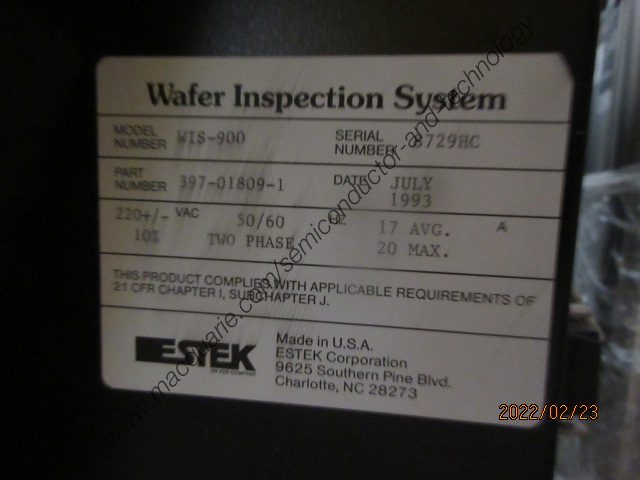 Wafer Inspection System
MODEL NUMBER WIS-900 SERIAL NUMBER 3729HC
PART NUMBER 397-01809-1 DATE JULY 1993
220+/- 10% VAC 50/60 TWO PHASE 17 AVG. 20 MAX. A
THIS PRODUCT COMPLIES WITH APPLICABLE REQUIREMENTS OF
21 CFR CHAPTER I, SUBCHAPTER J.
ESTEK
Made in U.S.A.
ESTEK Corporation
9625 Southern Pine Blvd.
Charlotte, NC 28273
2022/02/23